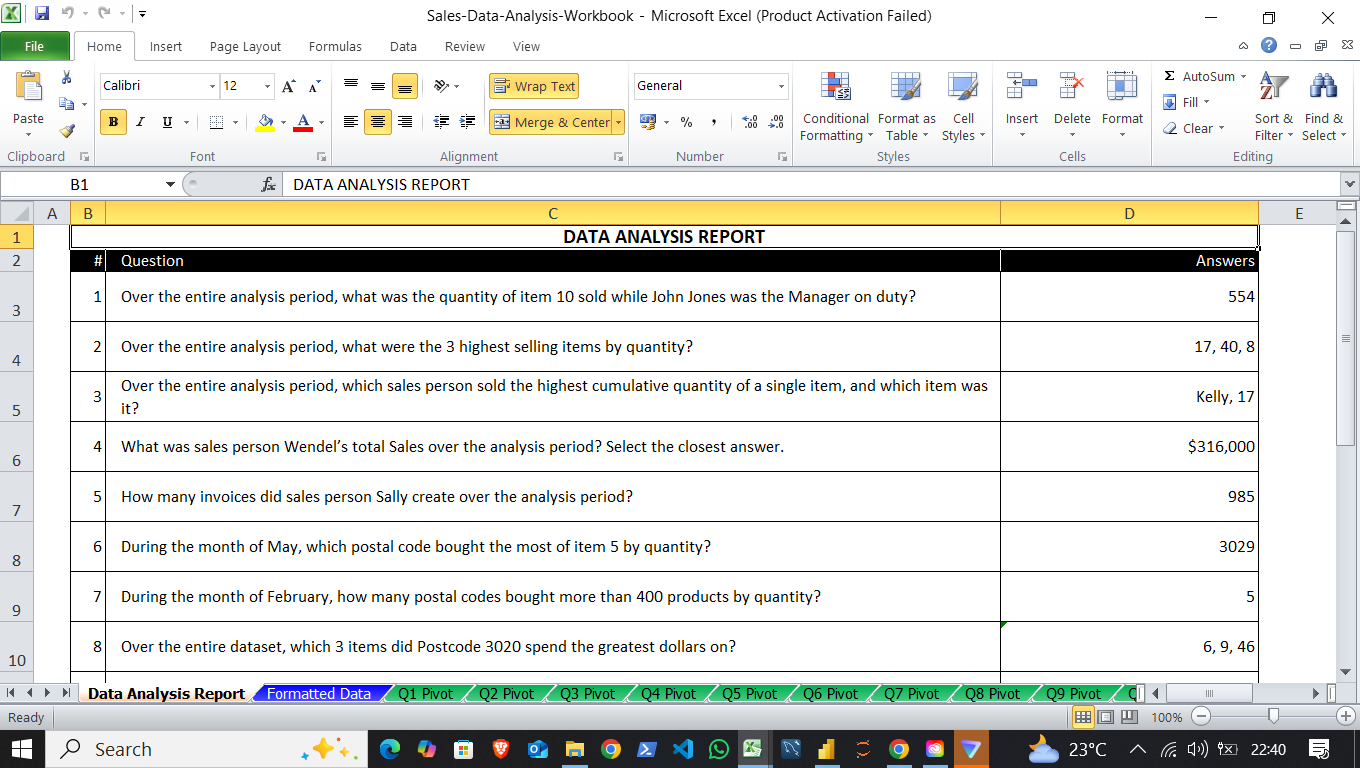 Sales-Data-Analysis-Workbook - Microsoft Excel (Product Activation Failed)
File Home Insert Page Layout Formulas Data Review View
Calibri 12 Wrap Text General AutoSum
Paste B I U Merge & Center % , Conditional Formatting Format as Table Cell Styles Insert Delete Format Fill Clear Sort & Filter Find & Select
Clipboard Font Alignment Number Styles Cells Editing
B1 fx DATA ANALYSIS REPORT
A B C D E
1 DATA ANALYSIS REPORT
2 # Question Answers
3 1 Over the entire analysis period, what was the quantity of item 10 sold while John Jones was the Manager on duty? 554
4 2 Over the entire analysis period, what were the 3 highest selling items by quantity? 17, 40, 8
5 3 Over the entire analysis period, which sales person sold the highest cumulative quantity of a single item, and which item was
it? Kelly, 17
6 4 What was sales person Wendel’s total Sales over the analysis period? Select the closest answer. $316,000
7 5 How many invoices did sales person Sally create over the analysis period? 985
8 6 During the month of May, which postal code bought the most of item 5 by quantity? 3029
9 7 During the month of February, how many postal codes bought more than 400 products by quantity? 5
10 8 Over the entire dataset, which 3 items did Postcode 3020 spend the greatest dollars on? 6, 9, 46
Data Analysis Report Formatted Data Q1 Pivot Q2 Pivot Q3 Pivot Q4 Pivot Q5 Pivot Q6 Pivot Q7 Pivot Q8 Pivot Q9 Pivot
Ready 100%
Search 23°C 22:40